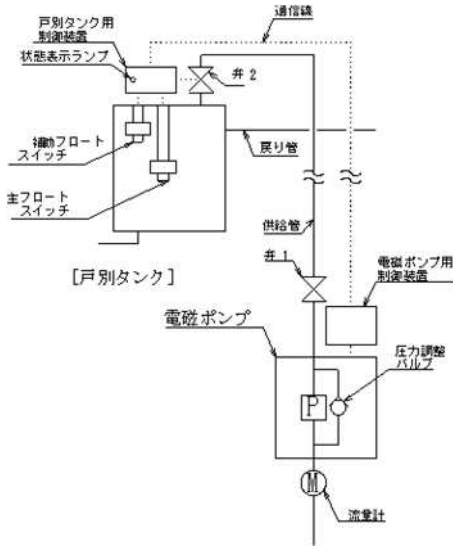 通信線
戸別タンク用
制御装置
状態表示ランプ
弁2
補助フロート
スイッチ
戻り管
主フロート
スイッチ
供給管
[戸別タンク]
弁1
電磁ポンプ用
制御装置
電磁ポンプ
圧力調整
バルブ
P
M
流量計